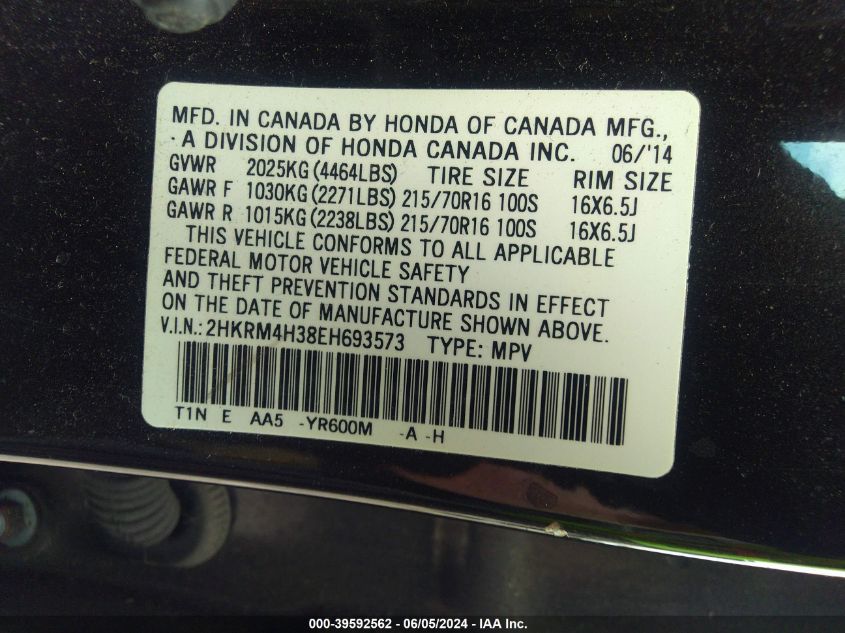 MFD. IN CANADA BY HONDA OF CANADA MFG.,
A DIVISION OF HONDA CANADA INC. 06/'14
GVWR 2025KG (4464LBS) TIRE SIZE RIM SIZE
GAWR F 1030KG (2271LBS) 215/70R16 100S 16X6.5J
GAWR R 1015KG (2238LBS) 215/70R16 100S 16X6.5J
THIS VEHICLE CONFORMS TO ALL APPLICABLE
FEDERAL MOTOR VEHICLE SAFETY
AND THEFT PREVENTION STANDARDS IN EFFECT
ON THE DATE OF MANUFACTURE SHOWN ABOVE.
V.I.N.: 2HKRM4H38EH693573 TYPE: MPV
T1N E AA5 -YR600M -A -H
000-39592562 - 06/05/2024 - IAA Inc.